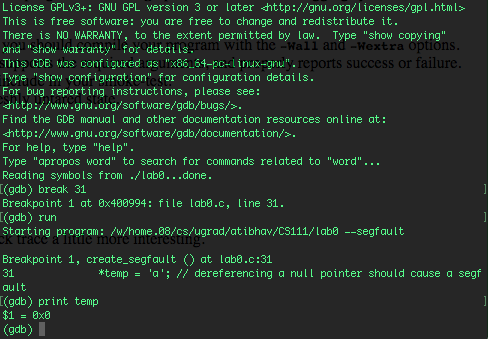 License GPLv3+: GNU GPL version 3 or later <http://gnu.org/licenses/gpl.html>
This is free software: you are free to change and redistribute it.
There is NO WARRANTY, to the extent permitted by law.  Type "show copying"
and "show warranty" for details.
This GDB was configured as "x86_64-pc-linux-gnu".
Type "show configuration" for configuration details.
For bug reporting instructions, please see:
<http://www.gnu.org/software/gdb/bugs/>.
Find the GDB manual and other documentation resources online at:
<http://www.gnu.org/software/gdb/documentation/>.
For help, type "help".
Type "apropos word" to search for commands related to "word"...
Reading symbols from ./lab0...done.
[(gdb) break 31 ]
Breakpoint 1 at 0x400994: file lab0.c, line 31.
[(gdb) run ]
Starting program: /w/home.08/cs/ugrad/atibhav/CS111/lab0 --segfault
Breakpoint 1, create_segfault () at lab0.c:31
31 *temp = 'a'; // dereferencing a null pointer should cause a segf
ault
[(gdb) print temp ]
$1 = 0x0
(gdb)